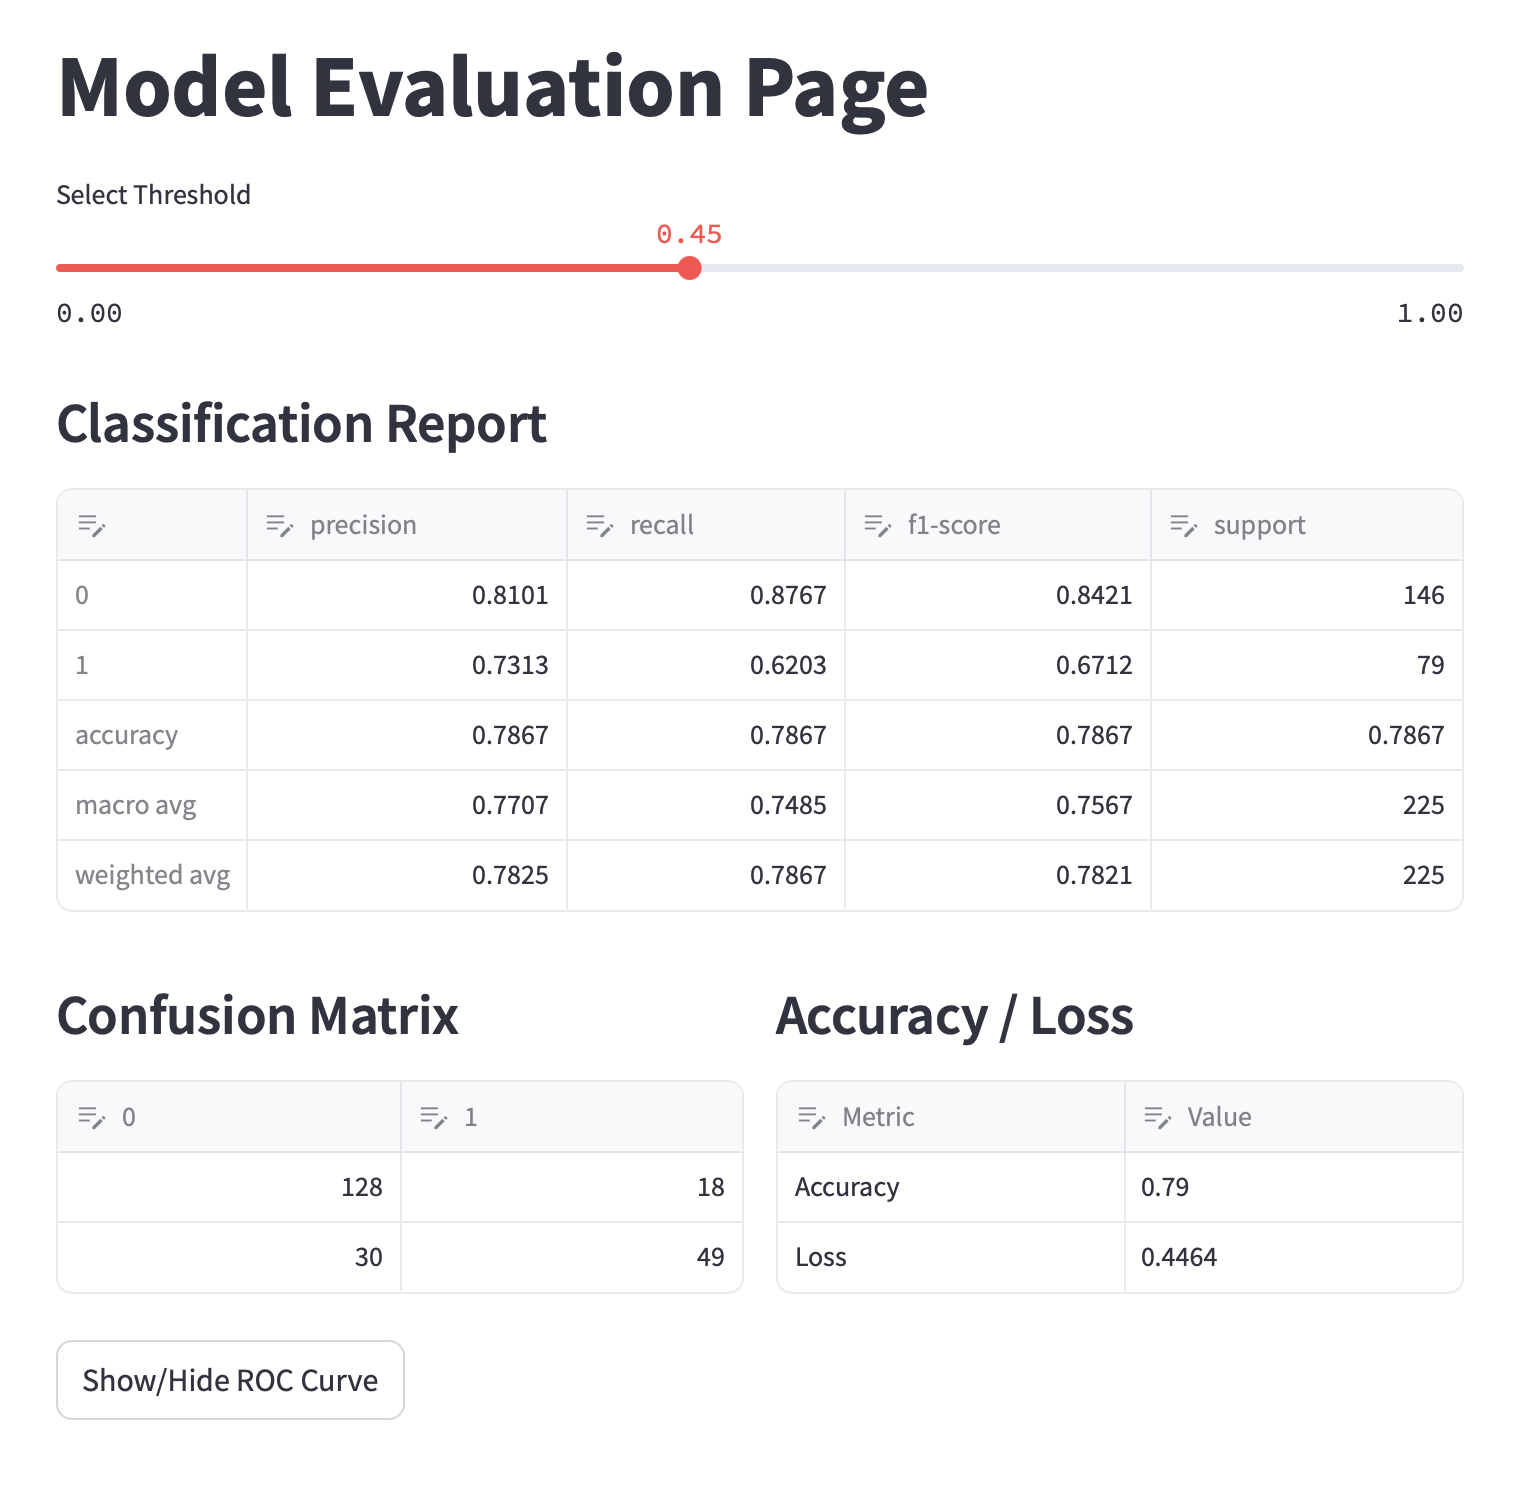 Model Evaluation Page
Select Threshold
0.45
0.00 1.00
Classification Report
precision recall f1-score support
0 0.8101 0.8767 0.8421 146
1 0.7313 0.6203 0.6712 79
accuracy 0.7867 0.7867 0.7867 0.7867
macro avg 0.7707 0.7485 0.7567 225
weighted avg 0.7825 0.7867 0.7821 225
Confusion Matrix
0 1
128 18
30 49
Accuracy / Loss
Metric Value
Accuracy 0.79
Loss 0.4464
Show/Hide ROC Curve